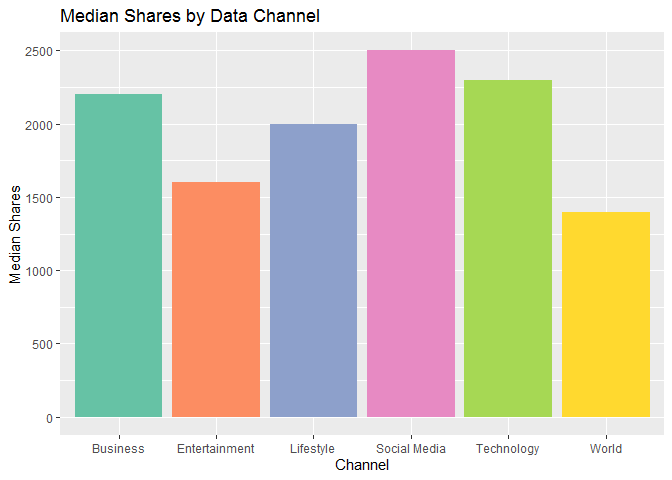 Median Shares by Data Channel
Median Shares
2500
2000
1500
1000
500
0
Business Entertainment Lifestyle Social Media Technology World
Channel